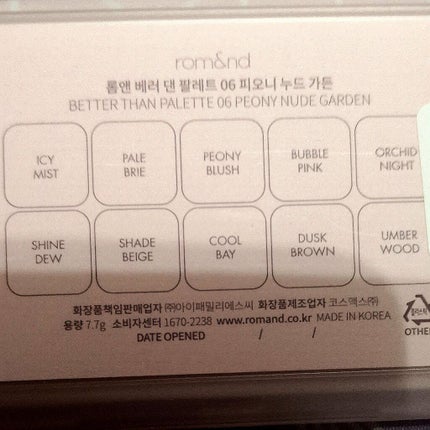 rom&nd
롬앤 베러 댄 팔레트 06 피오니 누드 가든
BETTER THAN PALETTE 06 PEONY NUDE GARDEN
ICY MIST
PALE BRIE
PEONY BLUSH
BUBBLE PINK
ORCHID NIGHT
SHINE DEW
SHADE BEIGE
COOL BAY
DUSK BROWN
UMBER WOOD
화장품책임판매업자 ㈜아이패밀리에스씨 화장품제조업자 코스맥스㈜
용량 7.7g 소비자센터 1670-2238 www.romand.co.kr MADE IN KOREA
DATE OPENED / /
플라스틱
OTHE